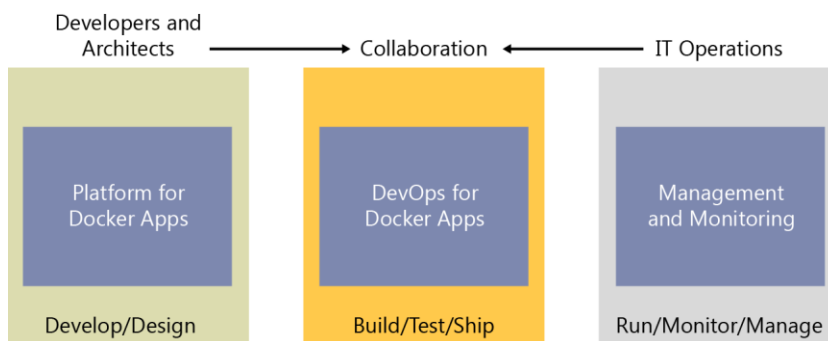 Developers and
Architects
Collaboration
IT Operations
Platform for
Docker Apps
DevOps for
Docker Apps
Management
and Monitoring
Develop/Design
Build/Test/Ship
Run/Monitor/Manage